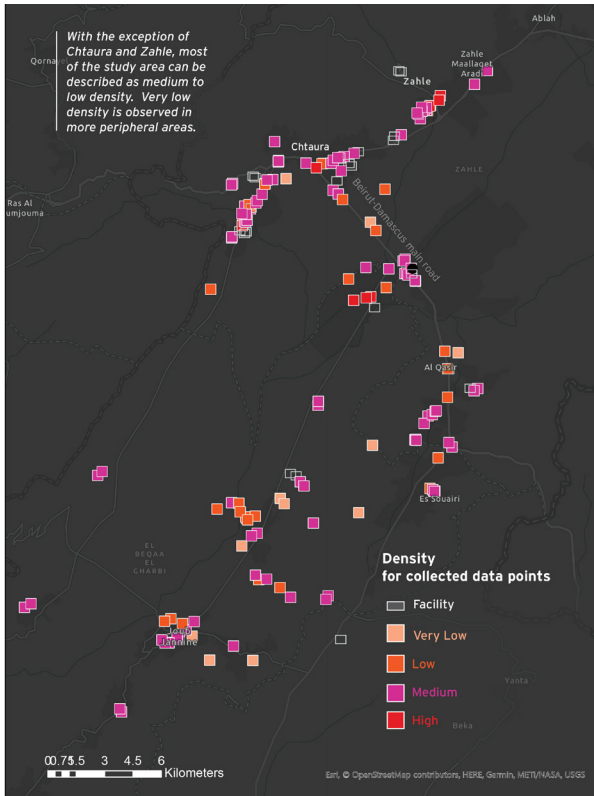 Ablah
With the exception of
Chtaura and Zahle, most
of the study area can be
described as medium to
low density. Very low
density is observed in
more peripheral areas.
Qornayel
Zahle
Maallaqet
Aradi
Zahle
Chtaura
ZAHLE
Ras Al
umjouma
Beirut-Damascus main road
Al Qasir
Es Souairi
EL
BEQAA
EL
GHARBI
Joub
Jannine
Density
for collected data points
Facility
Very Low
Low
Medium
High
Yanta
Beka
00.751.5 3 4.5 6
Kilometers
Esri, © OpenStreetMap contributors, HERE, Garmin, METI/NASA, USGS